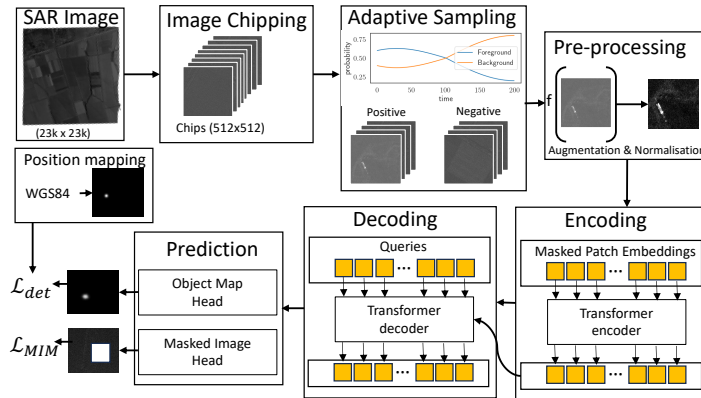 SAR Image
(23k x 23k)
Image Chipping
Chips (512x512)
Adaptive Sampling
probability
0.75
0.50
0.25
Foreground
Background
0
50
100
150
200
time
Positive
Negative
Pre-processing
f
Augmentation & Normalisation
Position mapping
WGS84
Encoding
Masked Patch Embeddings
...
Transformer
encoder
...
Decoding
Queries
...
Transformer
decoder
...
Prediction
Object Map
Head
Masked Image
Head
ℒdet
ℒMIM